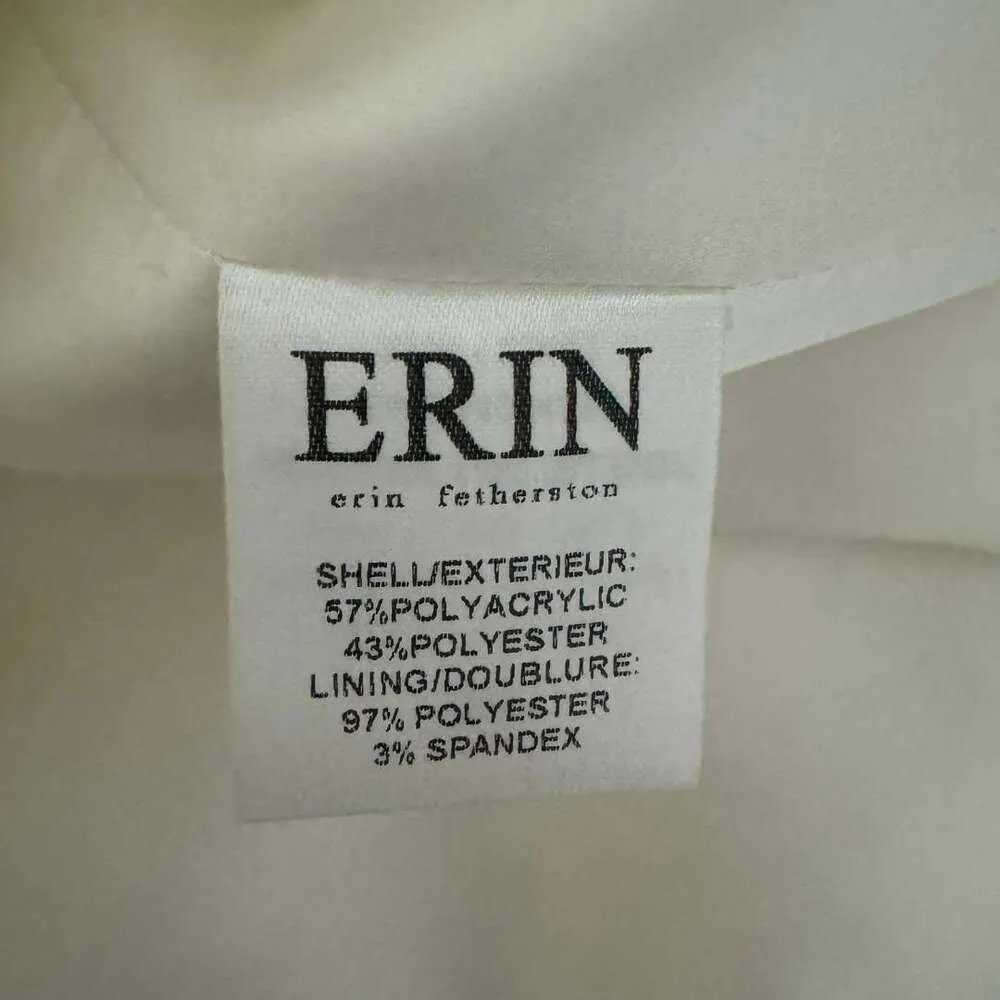 ERIN
erin fetherston
SHELL/EXTERIEUR:
57%POLYACRYLIC
43%POLYESTER
LINING/DOUBLURE:
97% POLYESTER
3% SPANDEX